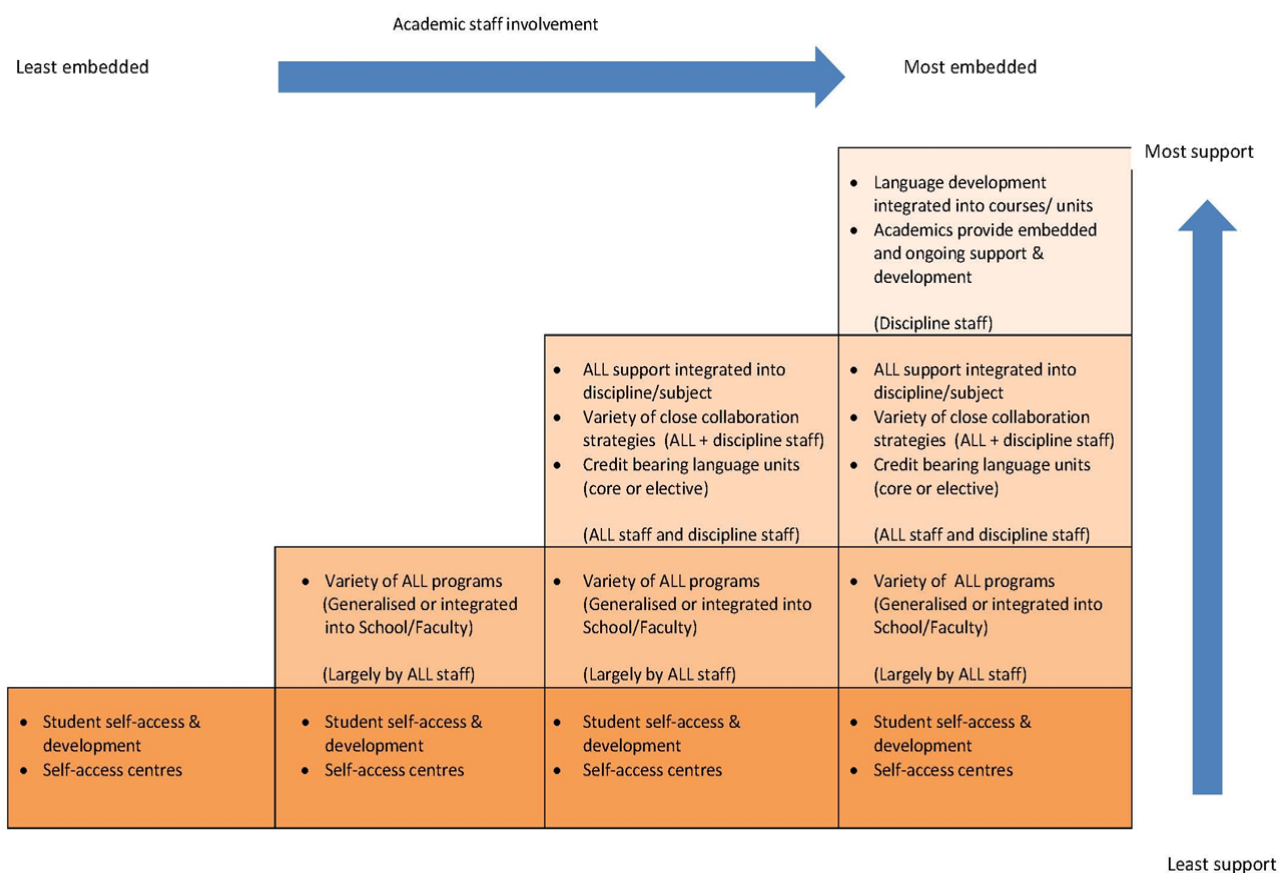 Academic staff involvement
Least embedded
Most embedded
Most support
• Language development
integrated into courses/ units
• Academics provide embedded
and ongoing support &
development
(Discipline staff)
• ALL support integrated into
discipline/subject
• Variety of close collaboration
strategies (ALL + discipline staff)
• Credit bearing language units
(core or elective)
(ALL staff and discipline staff)
• ALL support integrated into
discipline/subject
• Variety of close collaboration
strategies (ALL + discipline staff)
• Credit bearing language units
(core or elective)
(ALL staff and discipline staff)
• Variety of ALL programs
(Generalised or integrated
into School/Faculty)
(Largely by ALL staff)
• Variety of ALL programs
(Generalised or integrated into
School/Faculty)
(Largely by ALL staff)
• Variety of ALL programs
(Generalised or integrated into
School/Faculty)
(Largely by ALL staff)
• Student self-access &
development
• Self-access centres
• Student self-access &
development
• Self-access centres
• Student self-access &
development
• Self-access centres
• Student self-access &
development
• Self-access centres
Least support